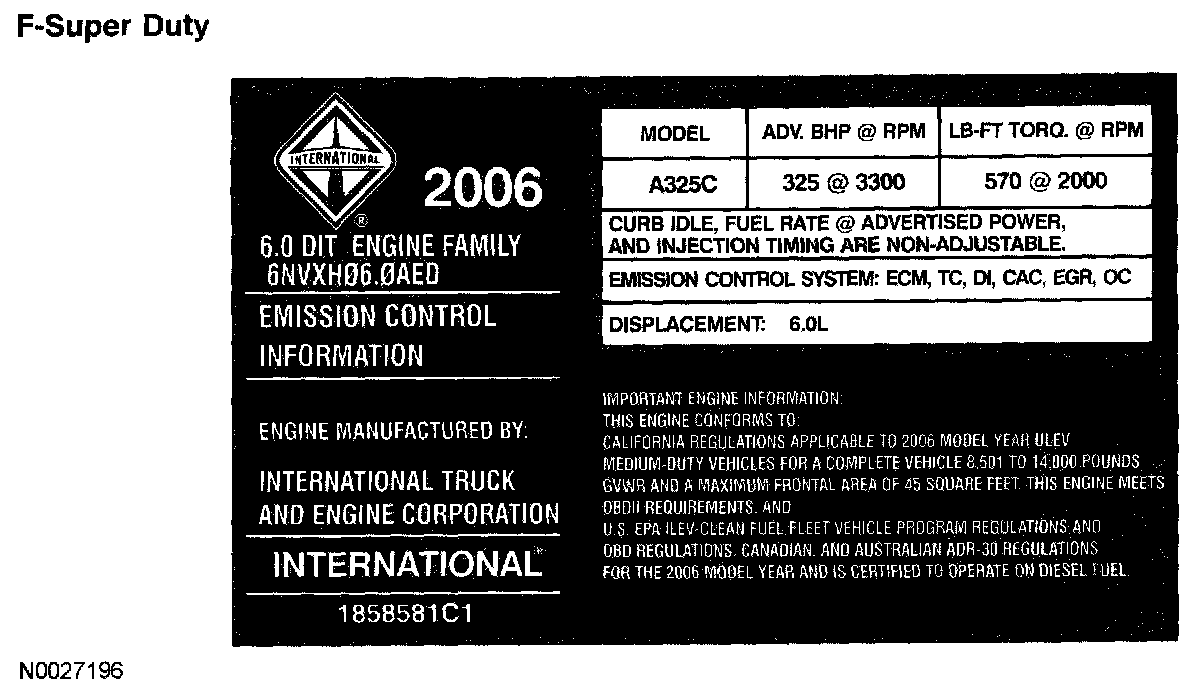 F-Super Duty
INTERNATIONAL
®
2006
6.0 DIT ENGINE FAMILY
6NVXH06.0AED
EMISSION CONTROL
INFORMATION
ENGINE MANUFACTURED BY:
INTERNATIONAL TRUCK
AND ENGINE CORPORATION
INTERNATIONAL™
1858581C1
MODEL ADV. BHP @ RPM LB-FT TORQ. @ RPM
A325C 325 @ 3300 570 @ 2000
CURB IDLE, FUEL RATE @ ADVERTISED POWER,
AND INJECTION TIMING ARE NON-ADJUSTABLE.
EMISSION CONTROL SYSTEM: ECM, TC, DI, CAC, EGR, OC
DISPLACEMENT: 6.0L
IMPORTANT ENGINE INFORMATION:
THIS ENGINE CONFORMS TO:
CALIFORNIA REGULATIONS APPLICABLE TO 2006 MODEL YEAR ULEV
MEDIUM-DUTY VEHICLES FOR A COMPLETE VEHICLE 8,501 TO 14,000 POUNDS
GVWR AND A MAXIMUM FRONTAL AREA OF 45 SQUARE FEET. THIS ENGINE MEETS
OBDII REQUIREMENTS, AND
U.S. EPA ILEV-CLEAN FUEL FLEET VEHICLE PROGRAM REGULATIONS AND
OBD REGULATIONS, CANADIAN, AND AUSTRALIAN ADR-30 REGULATIONS
FOR THE 2006 MODEL YEAR AND IS CERTIFIED TO OPERATE ON DIESEL FUEL.
N0027196